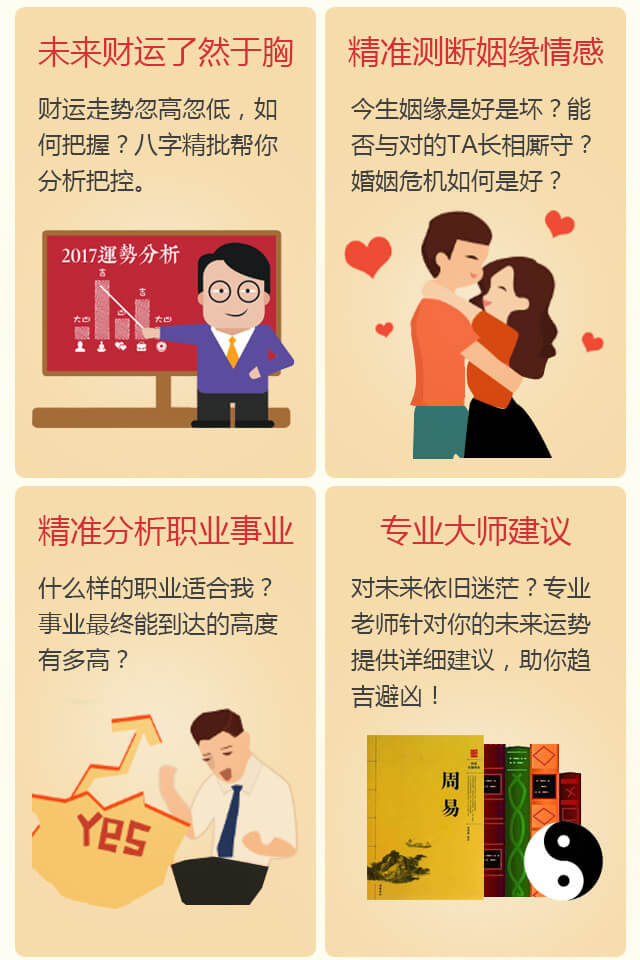 未来财运了然于胸
财运走势忽高忽低，如
何把握？八字精批帮你
分析把控。
2017運勢分析
吉
吉
大凶
凶
大凶
精准测断姻缘情感
今生姻缘是好是坏？能
否与对的TA长相厮守？
婚姻危机如何是好？
精准分析职业事业
什么样的职业适合我？
事业最终能到达的高度
有多高？
yes
专业大师建议
对未来依旧迷茫？专业
老师针对你的未来运势
提供详细建议，助你趋
吉避凶！
周易